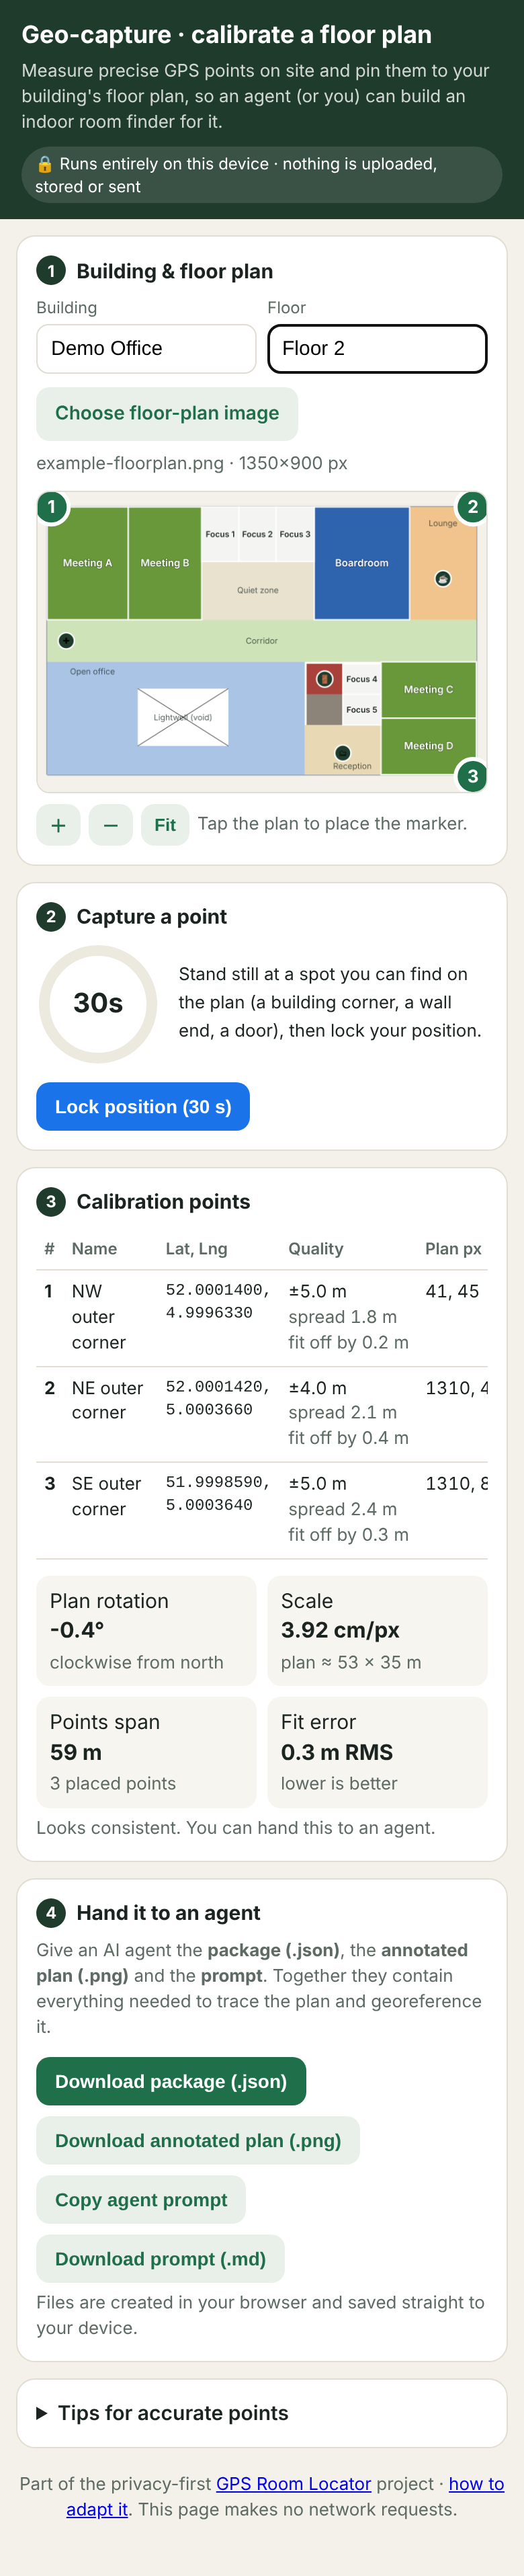 Geo-capture · calibrate a floor plan
Measure precise GPS points on site and pin them to your
building's floor plan, so an agent (or you) can build an
indoor room finder for it.
🔒 Runs entirely on this device · nothing is uploaded,
stored or sent
1 Building & floor plan
Building Floor
Demo Office Floor 2
Choose floor-plan image
example-floorplan.png · 1350×900 px
1 2
Lounge
Focus 1 Focus 2 Focus 3
Meeting A Meeting B Boardroom
Quiet zone
Corridor
Open office
Focus 4
Meeting C
Focus 5
Lightwell (void)
Meeting D
Reception
3
+ − Fit Tap the plan to place the marker.
2 Capture a point
30s
Stand still at a spot you can find on
the plan (a building corner, a wall
end, a door), then lock your position.
Lock position (30 s)
3 Calibration points
# Name Lat, Lng Quality Plan px
1 NW 52.0001400, ±5.0 m 41, 45
outer 4.9996330 spread 1.8 m
corner fit off by 0.2 m
2 NE outer 52.0001420, ±4.0 m 1310, 4
corner 5.0003660 spread 2.1 m
fit off by 0.4 m
3 SE outer 51.9998590, ±5.0 m 1310, 8
corner 5.0003640 spread 2.4 m
fit off by 0.3 m
Plan rotation Scale
-0.4° 3.92 cm/px
clockwise from north plan ≈ 53 × 35 m
Points span Fit error
59 m 0.3 m RMS
3 placed points lower is better
Looks consistent. You can hand this to an agent.
4 Hand it to an agent
Give an AI agent the package (.json), the annotated
plan (.png) and the prompt. Together they contain
everything needed to trace the plan and georeference
it.
Download package (.json)
Download annotated plan (.png)
Copy agent prompt
Download prompt (.md)
Files are created in your browser and saved straight to
your device.
▶ Tips for accurate points
Part of the privacy-first GPS Room Locator project · how to
adapt it. This page makes no network requests.